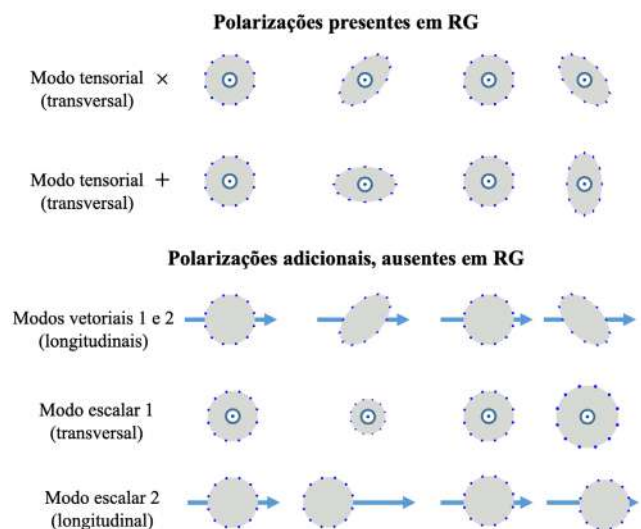 Polarizações presentes em RG
Modo tensorial ×
(transversal)
Modo tensorial +
(transversal)
Polarizações adicionais, ausentes em RG
Modos vetoriais 1 e 2
(longitudinais)
Modo escalar 1
(transversal)
Modo escalar 2
(longitudinal)